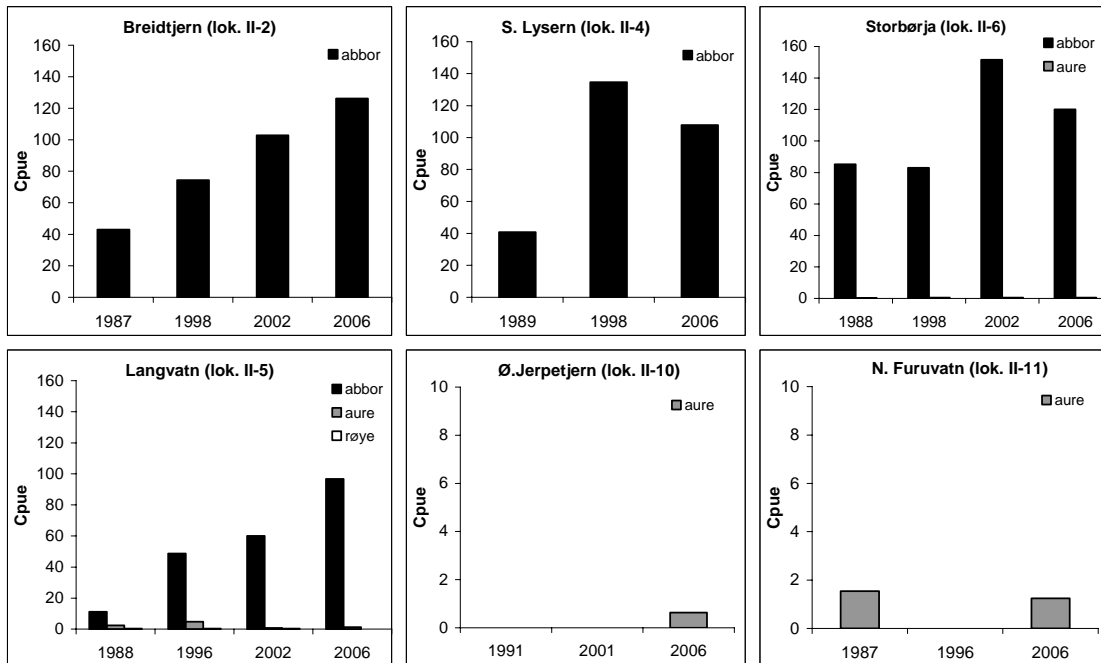 Breidtjern (lok. II-2)
abbor
Cpue
160
140
120
100
80
60
40
20
0
1987 1998 2002 2006
S. Lysern (lok. II-4)
abbor
Cpue
160
140
120
100
80
60
40
20
0
1989 1998 2006
Storbørja (lok. II-6)
abbor
aure
Cpue
160
140
120
100
80
60
40
20
0
1988 1998 2002 2006
Langvatn (lok. II-5)
abbor
aure
røye
Cpue
160
140
120
100
80
60
40
20
0
1988 1996 2002 2006
Ø.Jerpetjern (lok. II-10)
aure
Cpue
10
8
6
4
2
0
1991 2001 2006
N. Furuvatn (lok. II-11)
aure
Cpue
10
8
6
4
2
0
1987 1996 2006